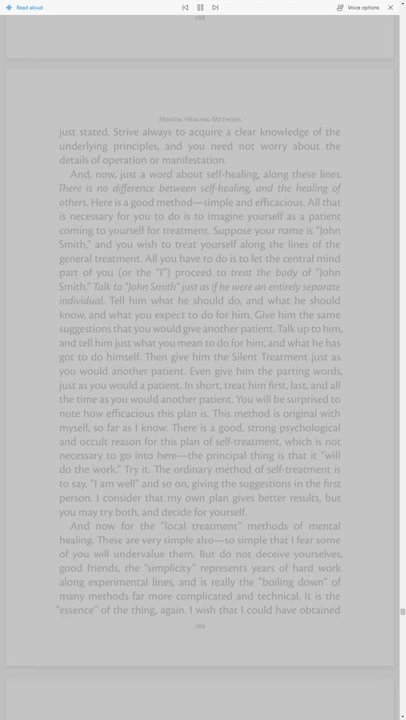 Read aloud
Voice options
Mental Healing Methods
just stated. Strive always to acquire a clear knowledge of the
underlying principles, and you need not worry about the
details of operation or manifestation.
And, now, just a word about self-healing, along these lines.
There is no difference between self-healing, and the healing of
others. Here is a good method—simple and efficacious. All that
is necessary for you to do is to imagine yourself as a patient
coming to yourself for treatment. Suppose your name is "John
Smith," and you wish to treat yourself along the lines of the
general treatment. All you have to do is to let the central mind
part of you (or the "I") proceed to treat the body of "John
Smith." Talk to "John Smith" just as if he were an entirely separate
individual. Tell him what he should do, and what he should
know, and what you expect to do for him. Give him the same
suggestions that you would give another patient. Talk up to him,
and tell him just what you mean to do for him, and what he has
got to do himself. Then give him the Silent Treatment just as
you would another patient. Even give him the parting words,
just as you would a patient. In short, treat him first, last, and all
the time as you would another patient. You will be surprised to
note how efficacious this plan is. This method is original with
myself, so far as I know. There is a good, strong psychological
and occult reason for this plan of self-treatment, which is not
necessary to go into here—the principal thing is that it "will
do the work." Try it. The ordinary method of self-treatment is
to say, "I am well" and so on, giving the suggestions in the first
person. I consider that my own plan gives better results, but
you may try both, and decide for yourself.
And now for the "local treatment" methods of mental
healing. These are very simple also—so simple that I fear some
of you will undervalue them. But do not deceive yourselves,
good friends, the "simplicity" represents years of hard work
along experimental lines, and is really the "boiling down" of
many methods far more complicated and technical. It is the
"essence" of the thing, again. I wish that I could have obtained